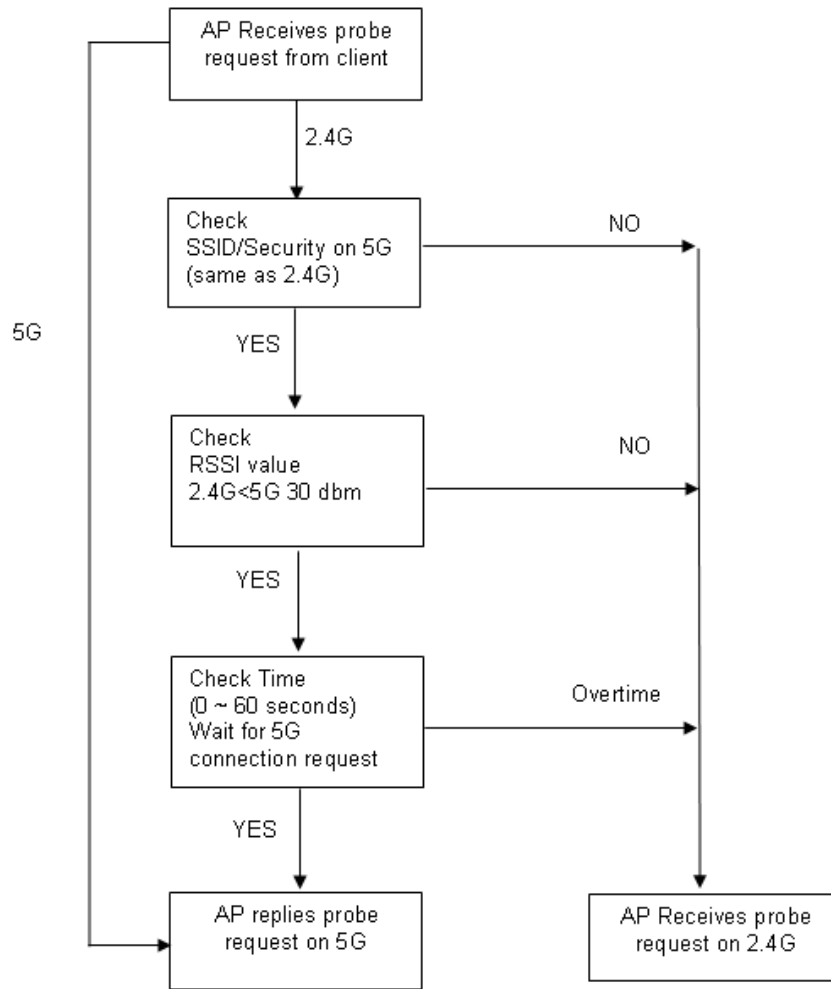 AP Receives probe
request from client
2.4G
Check
SSID/Security on 5G
(same as 2.4G)
NO
5G
YES
Check
RSSI value
2.4G<5G 30 dbm
NO
YES
Check Time
(0 ~ 60 seconds)
Wait for 5G
connection request
Overtime
YES
AP replies probe
request on 5G
AP Receives probe
request on 2.4G